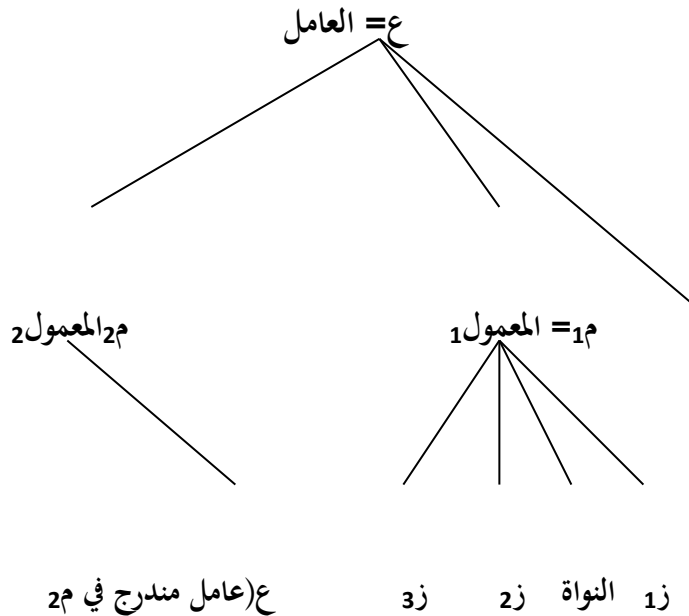 ع= العامل
م1= المعمول1 م2المعمول2
ز1 النواة ز2 ز3 ع(عامل مندرج في م2